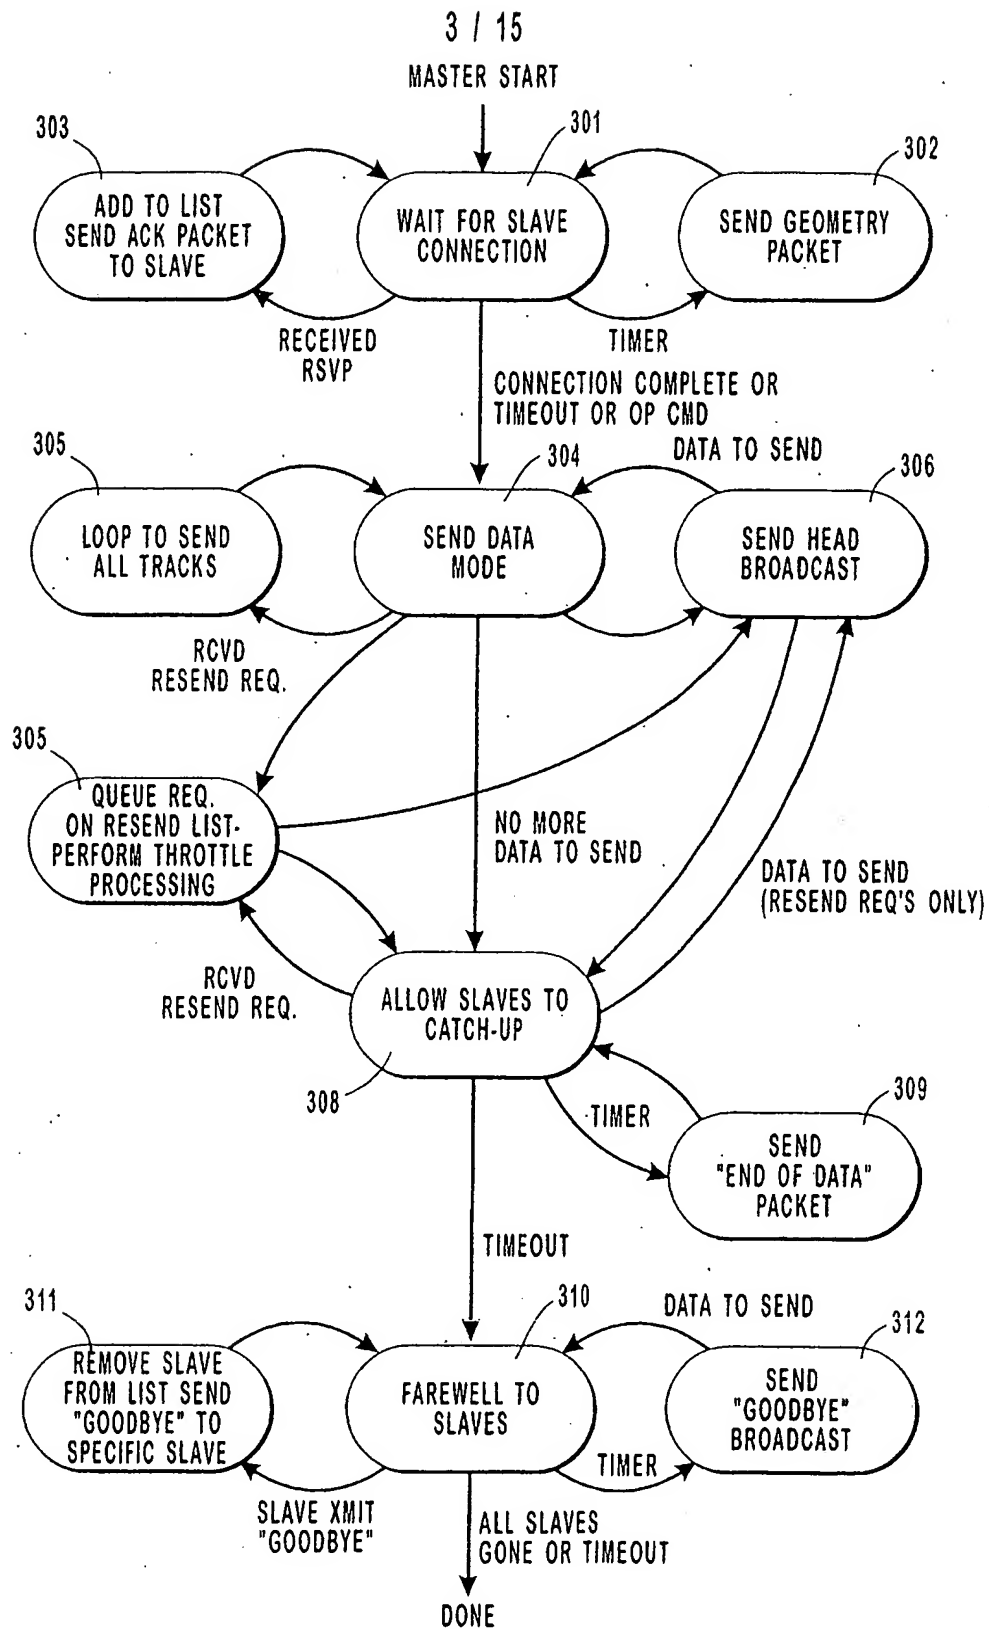 3 / 15
MASTER START
303
301
302
ADD TO LIST
SEND ACK PACKET
TO SLAVE
WAIT FOR SLAVE
CONNECTION
SEND GEOMETRY
PACKET
RECEIVED
RSVP
TIMER
CONNECTION COMPLETE OR
TIMEOUT OR OP CMD
305
304
DATA TO SEND
306
LOOP TO SEND
ALL TRACKS
SEND DATA
MODE
SEND HEAD
BROADCAST
RCVD
RESEND REQ.
305
QUEUE REQ.
ON RESEND LIST-
PERFORM THROTTLE
PROCESSING
NO MORE
DATA TO SEND
DATA TO SEND
(RESEND REQ'S ONLY)
RCVD
RESEND REQ.
ALLOW SLAVES TO
CATCH-UP
308
309
TIMER
SEND
"END OF DATA"
PACKET
TIMEOUT
311
310
DATA TO SEND
312
REMOVE SLAVE
FROM LIST SEND
"GOODBYE" TO
SPECIFIC SLAVE
FAREWELL TO
SLAVES
SEND
"GOODBYE"
BROADCAST
TIMER
SLAVE XMIT
"GOODBYE"
ALL SLAVES
GONE OR TIMEOUT
DONE